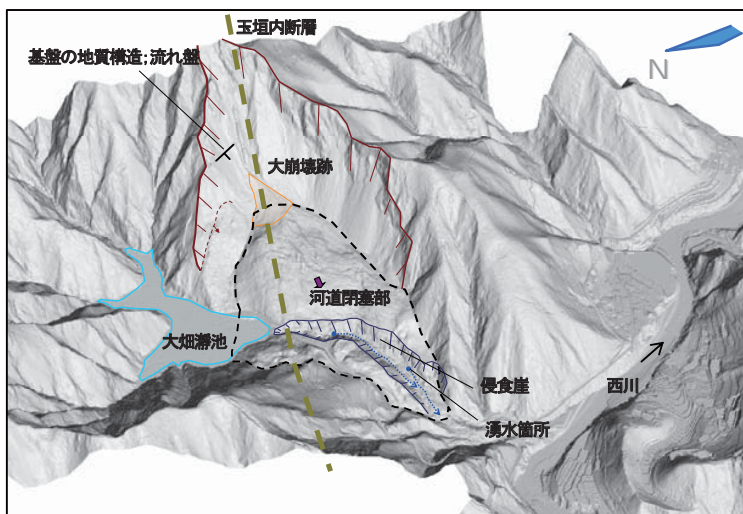 玉垣内断層
基盤の地質構造;流れ盤
N
大崩壊跡
河道閉塞部
大畑瀞池
侵食崖
西川
湧水箇所